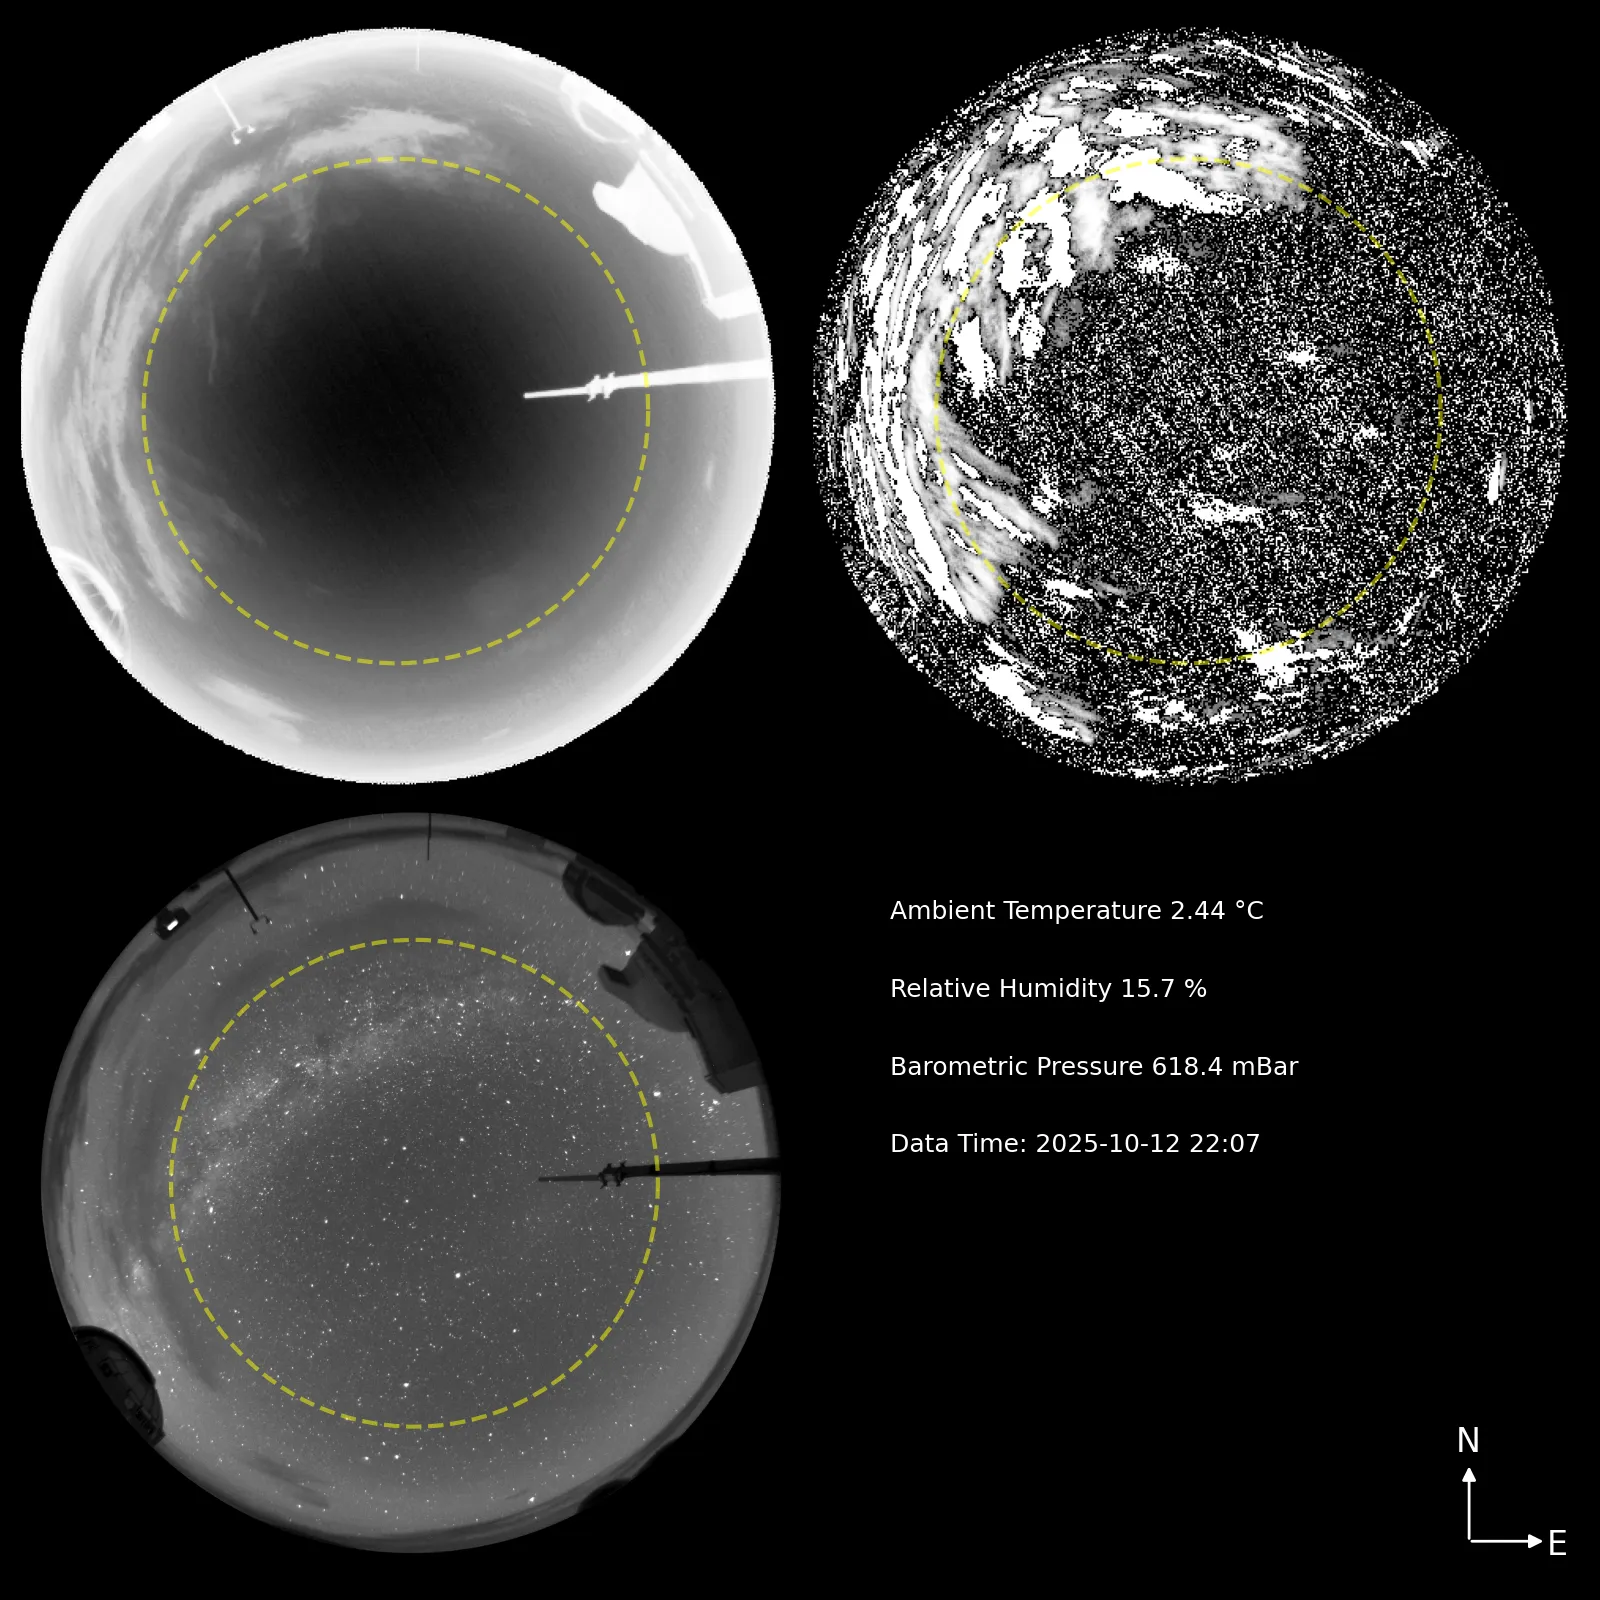 Ambient Temperature 2.44 °C
Relative Humidity 15.7 %
Barometric Pressure 618.4 mBar
Data Time: 2025-10-12 22:07
N
E